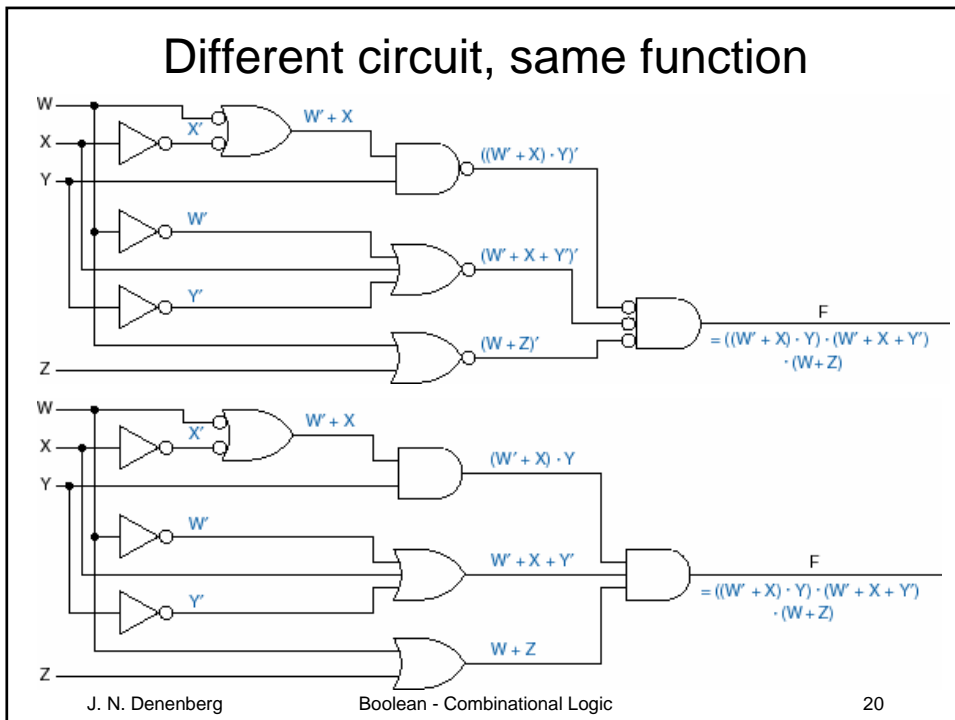 Different circuit, same function
W
X
Y
X′
W′ + X
((W′ + X) · Y)′
W′
Y′
(W′ + X + Y′)′
Z
(W + Z)′
F
= ((W′ + X) · Y) · (W′ + X + Y′)
· (W + Z)
W
X
Y
X′
W′ + X
(W′ + X) · Y
W′
Y′
W′ + X + Y′
Z
W + Z
F
= ((W′ + X) · Y) · (W′ + X + Y′)
· (W + Z)
J. N. Denenberg Boolean - Combinational Logic 20